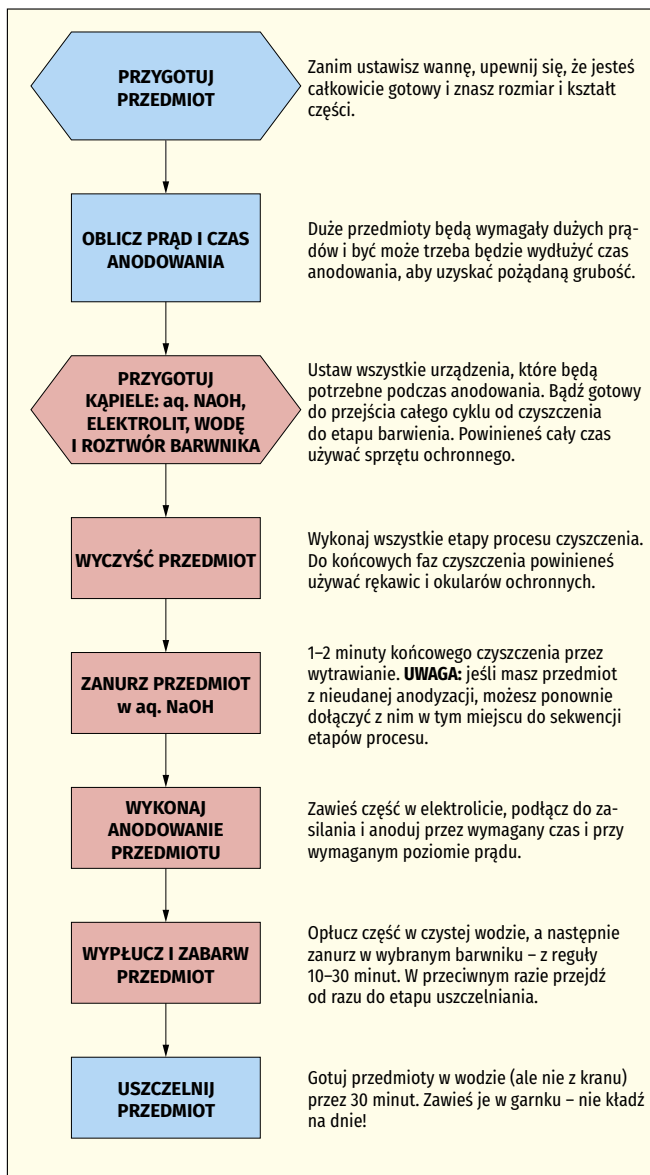 PRZYGOTUJ
PRZEDMIOT
Zanim ustawisz wannę, upewnij się, że jesteś
całkowicie gotowy i znasz rozmiar i kształt
części.
OBLICZ PRĄD I CZAS
ANODOWANIA
Duże przedmioty będą wymagały dużych prą-
dów i być może trzeba będzie wydłużyć czas
anodowania, aby uzyskać pożądaną grubość.
PRZYGOTUJ
KĄPIELE: aq. NAOH,
ELEKTROLIT, WODĘ
I ROZTWÓR BARWNIKA
Ustaw wszystkie urządzenia, które będą
potrzebne podczas anodowania. Bądź gotowy
do przejścia całego cyklu od czyszczenia
do etapu barwienia. Powinieneś cały czas
używać sprzętu ochronnego.
WYCZYŚĆ PRZEDMIOT
Wykonaj wszystkie etapy procesu czyszczenia.
Do końcowych faz czyszczenia powinieneś
używać rękawic i okularów ochronnych.
ZANURZ PRZEDMIOT
w aq. NaOH
1–2 minuty końcowego czyszczenia przez
wytrawianie. UWAGA: jeśli masz przedmiot
z nieudanej anodyzacji, możesz ponownie
dołączyć z nim w tym miejscu do sekwencji
etapów procesu.
WYKONAJ
ANODOWANIE
PRZEDMIOTU
Zawieś część w elektrolicie, podłącz do za-
silania i anoduj przez wymagany czas i przy
wymaganym poziomie prądu.
WYPŁUCZ I ZABARW
PRZEDMIOT
Opłucz część w czystej wodzie, a następnie
zanurz w wybranym barwniku – z reguły
10–30 minut. W przeciwnym razie przejdź
od razu do etapu uszczelniania.
USZCZELNIJ
PRZEDMIOT
Gotuj przedmioty w wodzie (ale nie z kranu)
przez 30 minut. Zawieś je w garnku – nie kładź
na dnie!